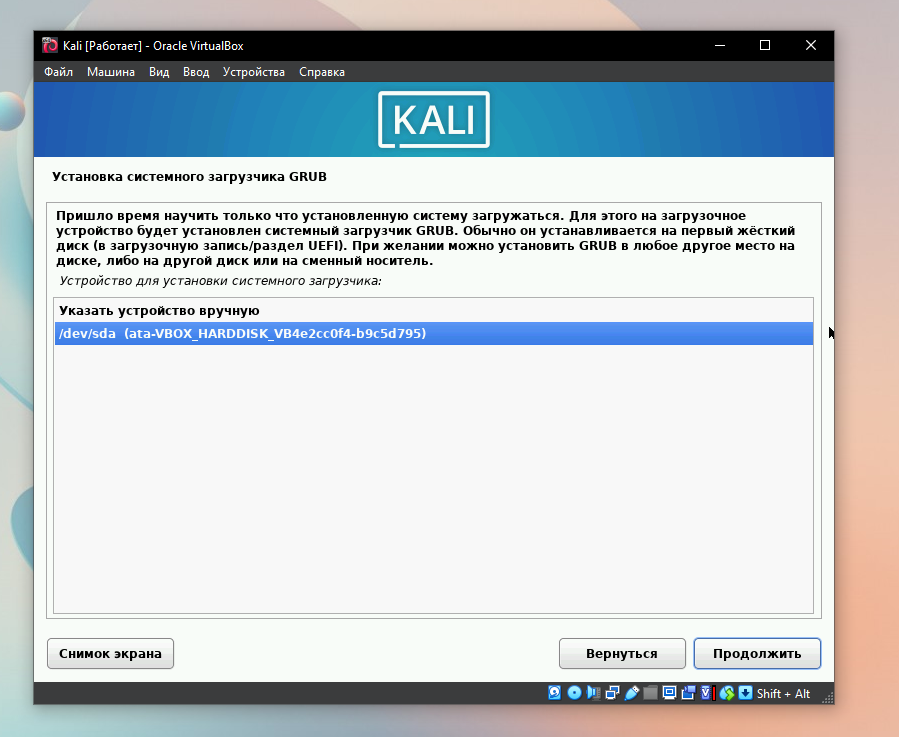 Kali [Работает] - Oracle VirtualBox
Файл Машина Вид Ввод Устройства Справка
KALI
Установка системного загрузчика GRUB
Пришло время научить только что установленную систему загружаться. Для этого на загрузочное
устройство будет установлен системный загрузчик GRUB. Обычно он устанавливается на первый жёсткий
диск (в загрузочную запись/раздел UEFI). При желании можно установить GRUB в любое другое место на
диске, либо на другой диск или на сменный носитель.
Устройство для установки системного загрузчика:
Указать устройство вручную
/dev/sda (ata-VBOX_HARDDISK_VB4e2cc0f4-b9c5d795)
Снимок экрана Вернуться Продолжить
Shift + Alt